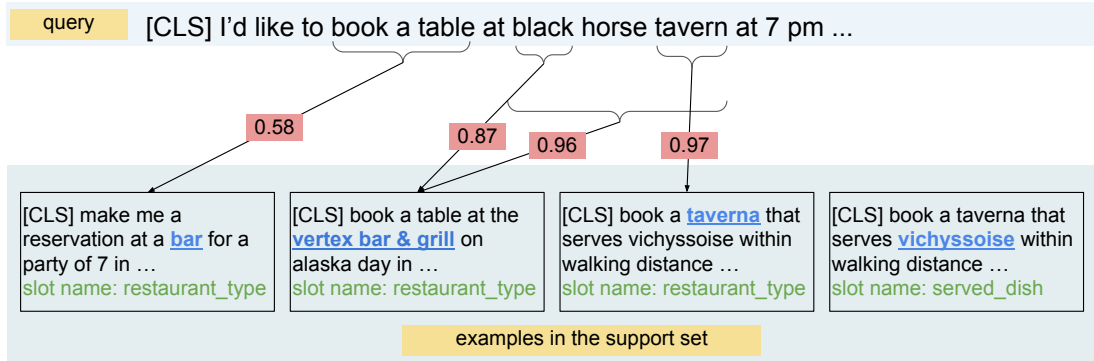 query
[CLS] I'd like to book a table at black horse tavern at 7 pm ...
0.58
0.87
0.96
0.97
[CLS] make me a
reservation at a bar for a
party of 7 in …
slot name: restaurant_type
[CLS] book a table at the
vertex bar & grill on
alaska day in …
slot name: restaurant_type
[CLS] book a taverna that
serves vichyssoise within
walking distance …
slot name: restaurant_type
[CLS] book a taverna that
serves vichyssoise within
walking distance …
slot name: served_dish
examples in the support set